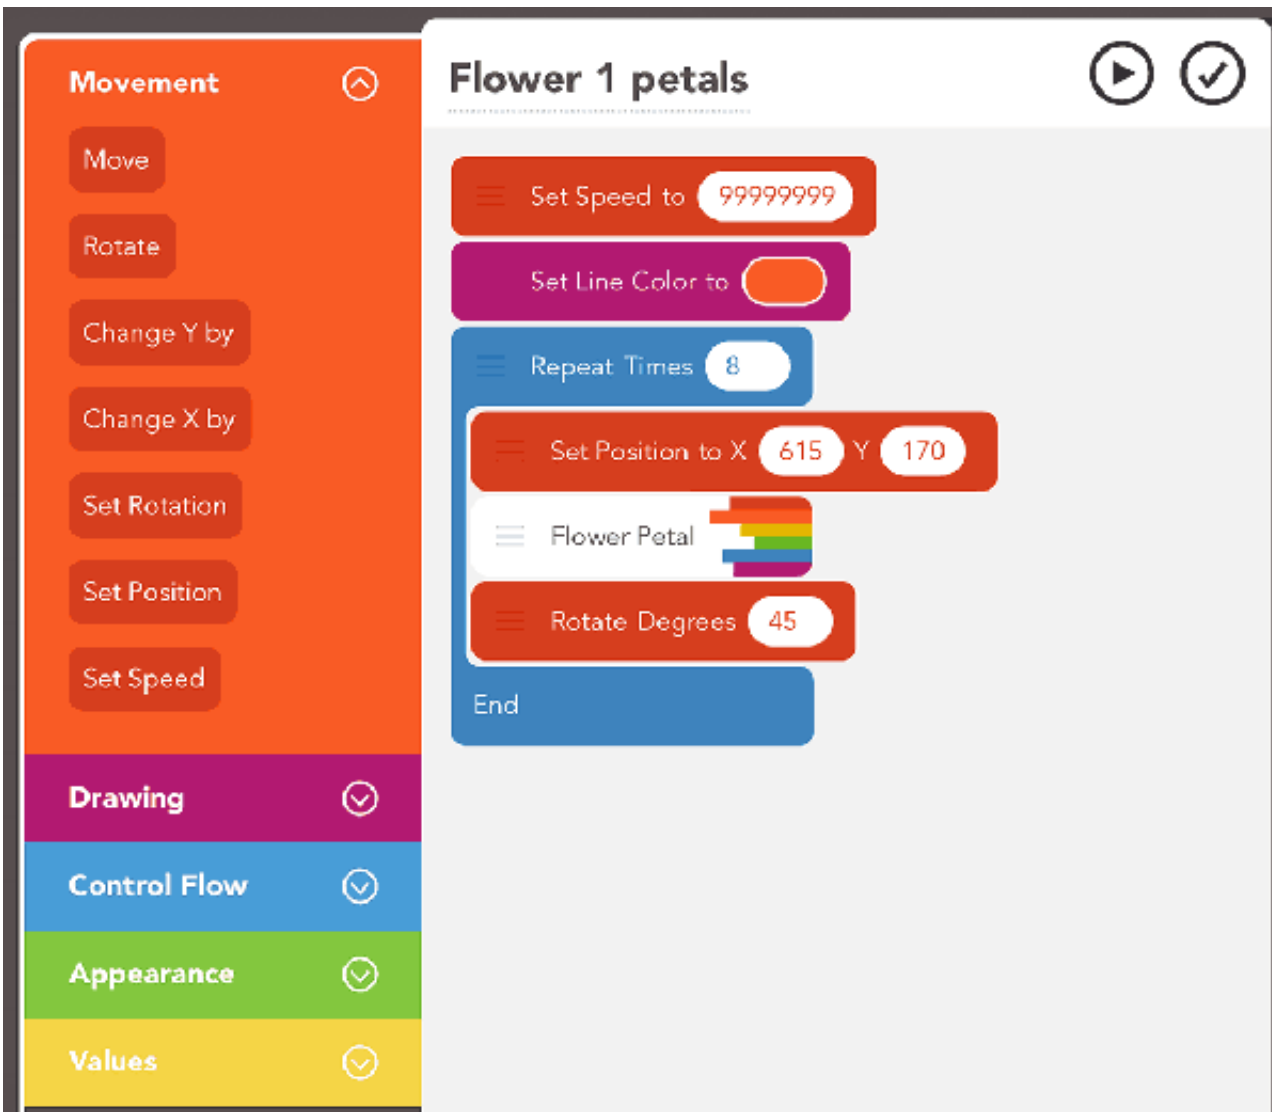 Movement
Move
Rotate
Change Y by
Change X by
Set Rotation
Set Position
Set Speed
Drawing
Control Flow
Appearance
Values
Flower 1 petals
Set Speed to 99999999
Set Line Color to
Repeat Times 8
Set Position to X 615 Y 170
Flower Petal
Rotate Degrees 45
End